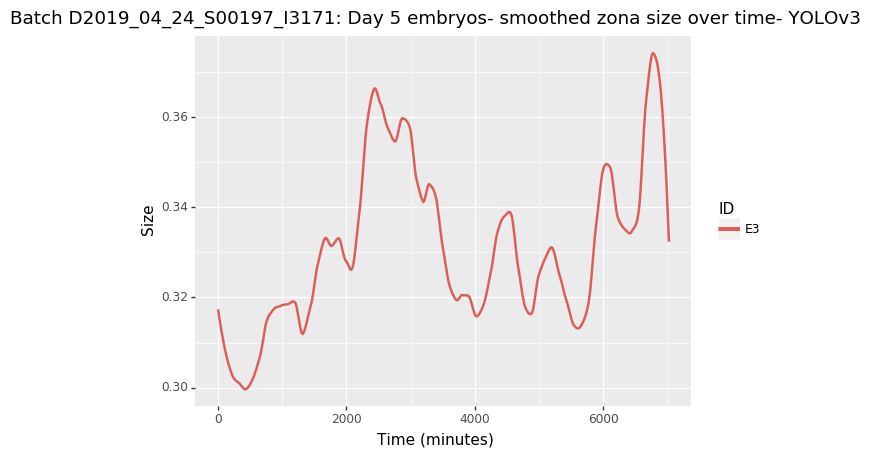 Batch D2019_04_24_S00197_I3171: Day 5 embryos- smoothed zona size over time- YOLOv3
0.36
0.34
0.32
0.30
Size
0 2000 4000 6000
Time (minutes)
ID
E3